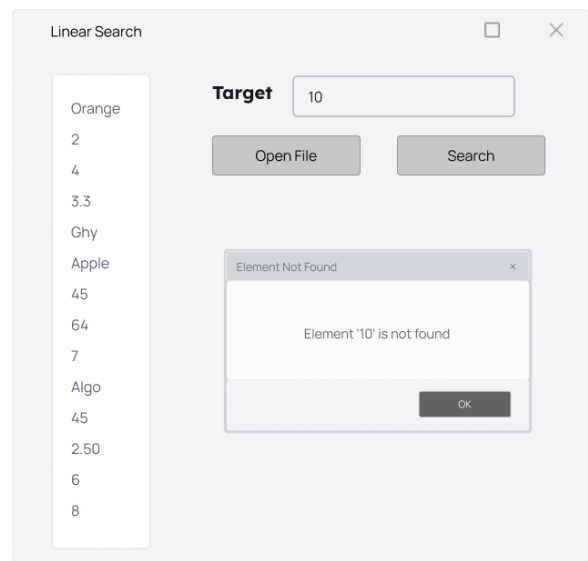 Linear Search
Orange
2
4
3.3
Ghy
Apple
45
64
7
Algo
45
2.50
6
8
Target
10
Open File
Search
Element Not Found
Element '10' is not found
OK